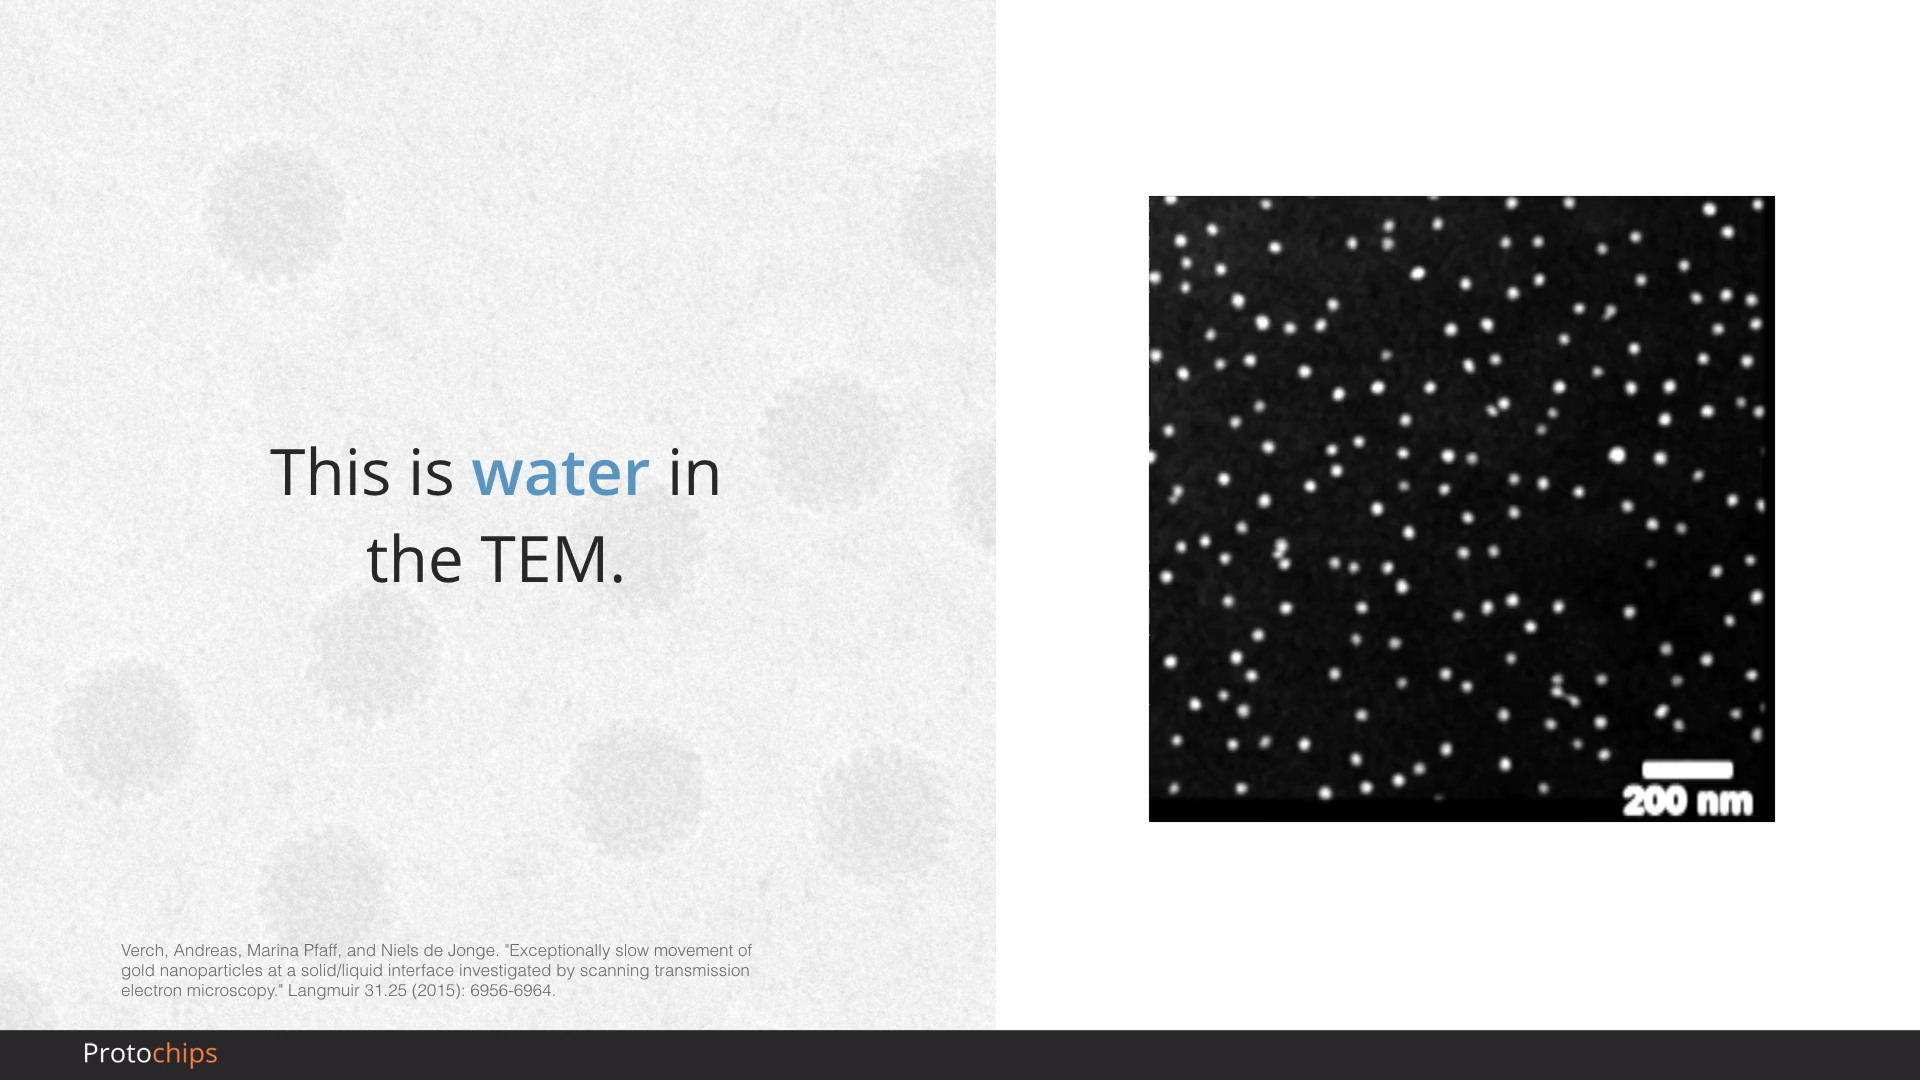 This is water in
the TEM.
200 nm
Verch, Andreas, Marina Pfaff, and Niels de Jonge. "Exceptionally slow movement of
gold nanoparticles at a solid/liquid interface investigated by scanning transmission
electron microscopy." Langmuir 31.25 (2015): 6956-6964.
Protochips